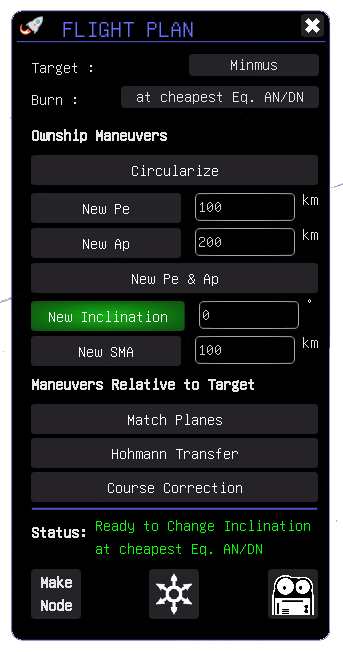 FLIGHT PLAN
Target : Minmus
Burn : at cheapest Eq. AN/DN
Ownship Maneuvers
Circularize
New Pe 100 km
New Ap 200 km
New Pe & Ap
New Inclination 0 °
New SMA 100 km
Maneuvers Relative to Target
Match Planes
Hohmann Transfer
Course Correction
Status: Ready to Change Inclination
at cheapest Eq. AN/DN
Make
Node